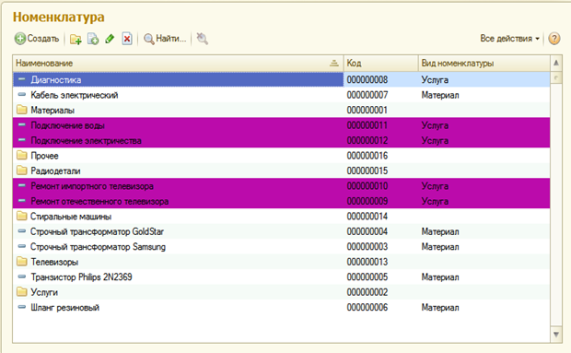 Номенклатура
Создать Найти... Все действия
Наименование Код Вид номенклатуры
Диагностика 000000008 Услуга
Кабель электрический 000000007 Материал
Материалы 000000001
Подключение воды 000000011 Услуга
Подключение электричества 000000012 Услуга
Прочее 000000016
Радиодетали 000000015
Ремонт импортного телевизора 000000010 Услуга
Ремонт отечественного телевизора 000000009 Услуга
Стиральные машины 000000014
Строчный трансформатор GoldStar 000000004 Материал
Строчный трансформатор Samsung 000000003 Материал
Телевизоры 000000013
Транзистор Philips 2N2369 000000005 Материал
Услуги 000000002
Шланг резиновый 000000006 Материал